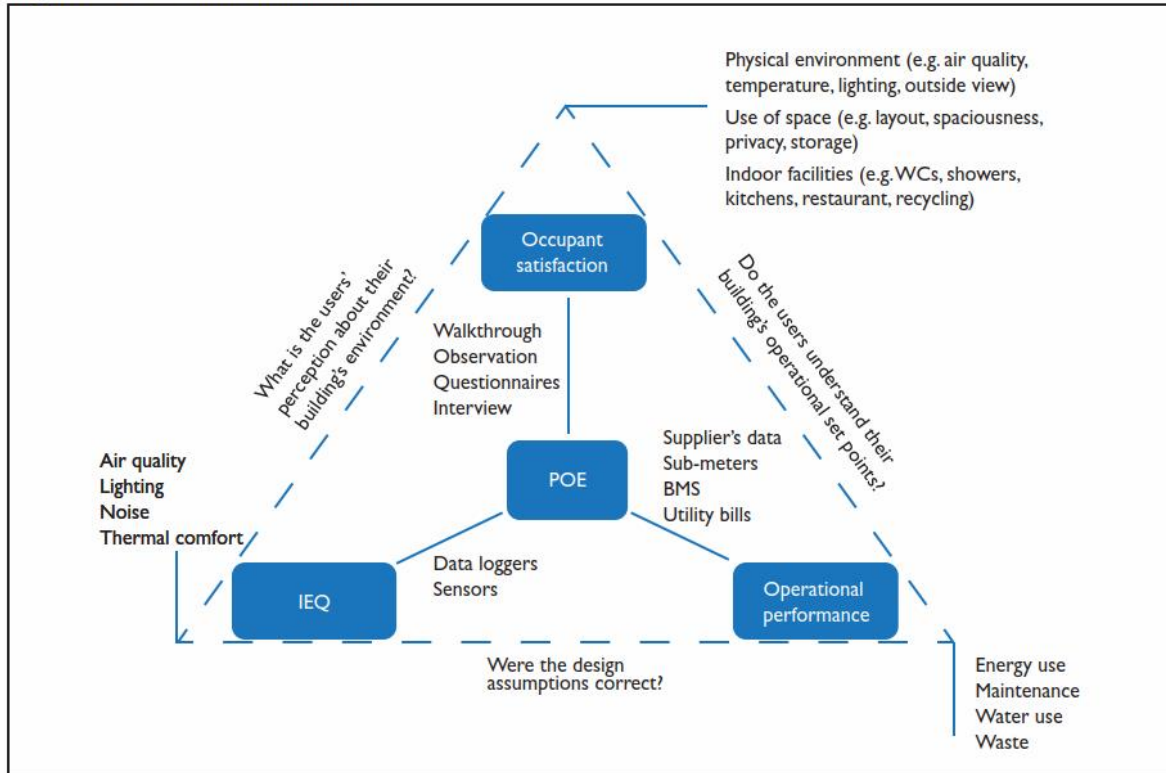 Physical environment (e.g. air quality,
temperature, lighting, outside view)
Use of space (e.g. layout, spaciousness,
privacy, storage)
Indoor facilities (e.g. WCs, showers,
kitchens, restaurant, recycling)
Occupant
satisfaction
What is the users'
perception about their
building's environment?
Do the users understand their
building's operational set points?
Walkthrough
Observation
Questionnaires
Interview
Supplier's data
Sub-meters
BMS
Utility bills
POE
Air quality
Lighting
Noise
Thermal comfort
Data loggers
Sensors
IEQ
Operational
performance
Were the design
assumptions correct?
Energy use
Maintenance
Water use
Waste